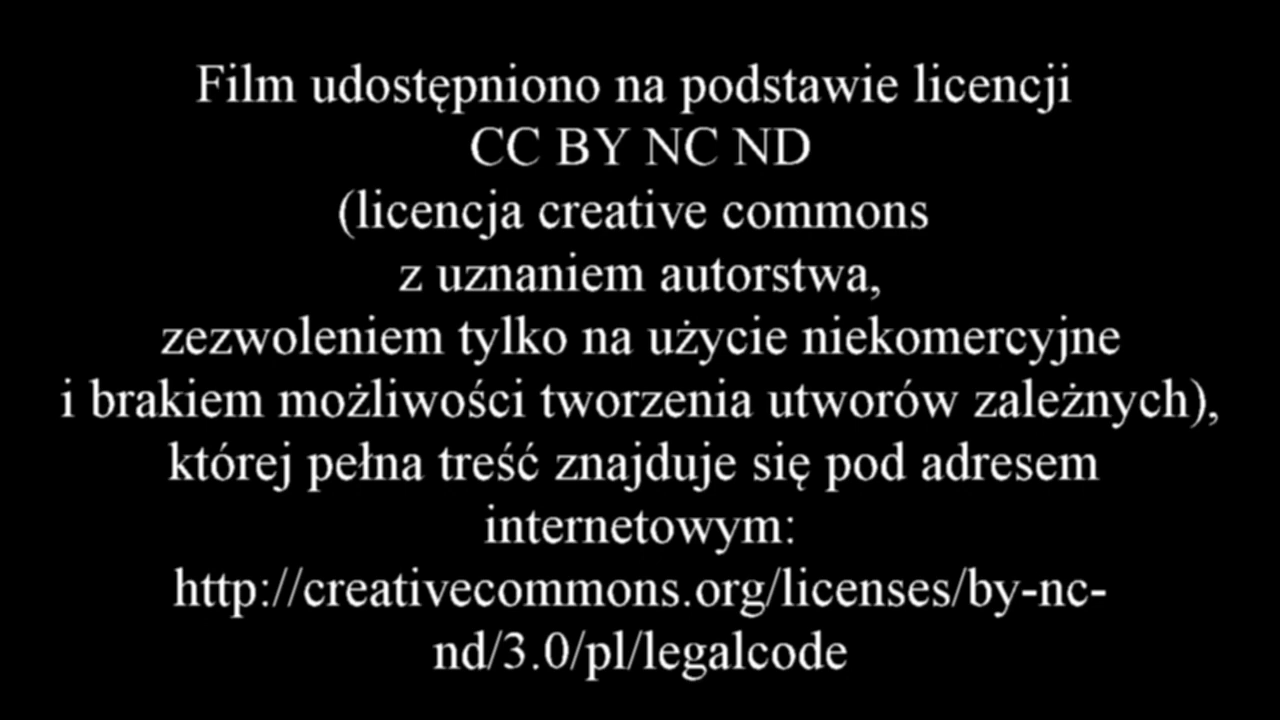 Film udostępniono na podstawie licencji
CC BY NC ND
(licencja creative commons
z uznaniem autorstwa,
zezwoleniem tylko na użycie niekomercyjne
i brakiem możliwości tworzenia utworów zależnych),
której pełna treść znajduje się pod adresem
internetowym:
http://creativecommons.org/licenses/by-nc-
nd/3.0/pl/legalcode